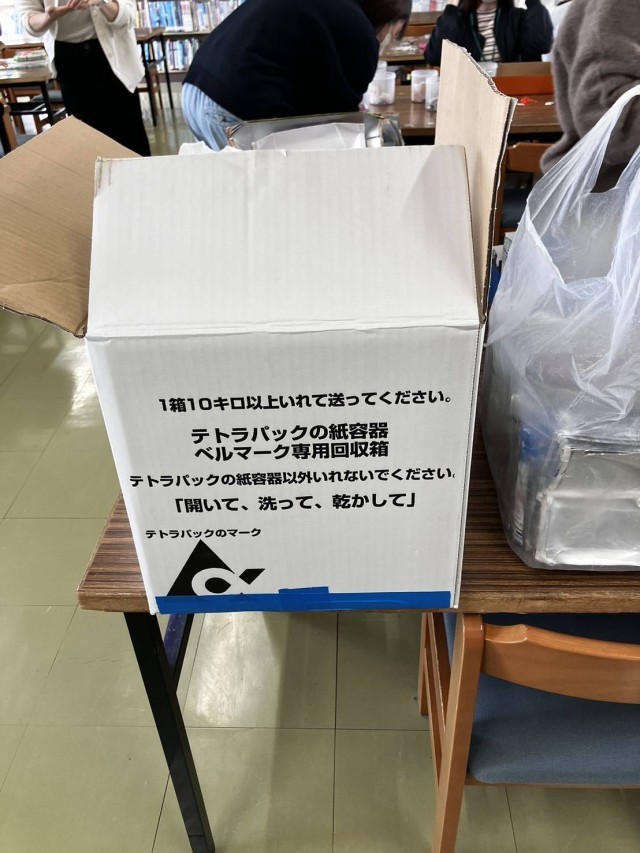 1箱10キロ以上いれて送ってください。
テトラパックの紙容器
ベルマーク専用回収箱
テトラパックの紙容器以外いれないでください。
「開いて、洗って、乾かして」
テトラパックのマーク